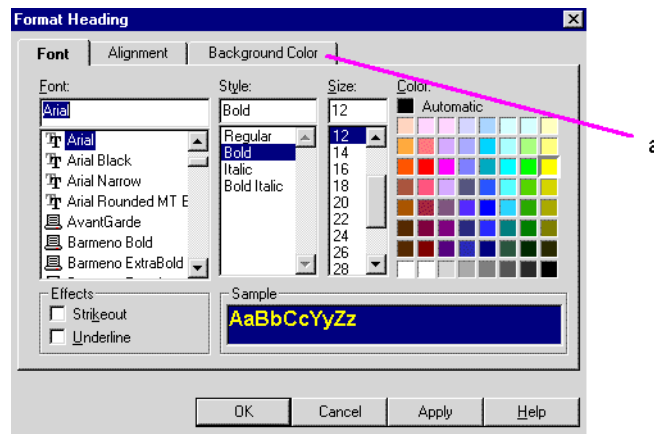 Format Heading
Font Alignment Background Color
Font: Style: Size: Color:
Arial Bold 12 Automatic
Arial Regular 12
Arial Black Bold 14
Arial Narrow Italic 16
Arial Rounded MT E Bold Italic 18
AvantGarde 20
Barmeno Bold 22
Barmeno ExtraBold 24
26
28
a
Effects Sample
Strikeout AaBbCcYyZz
Underline
OK Cancel Apply Help